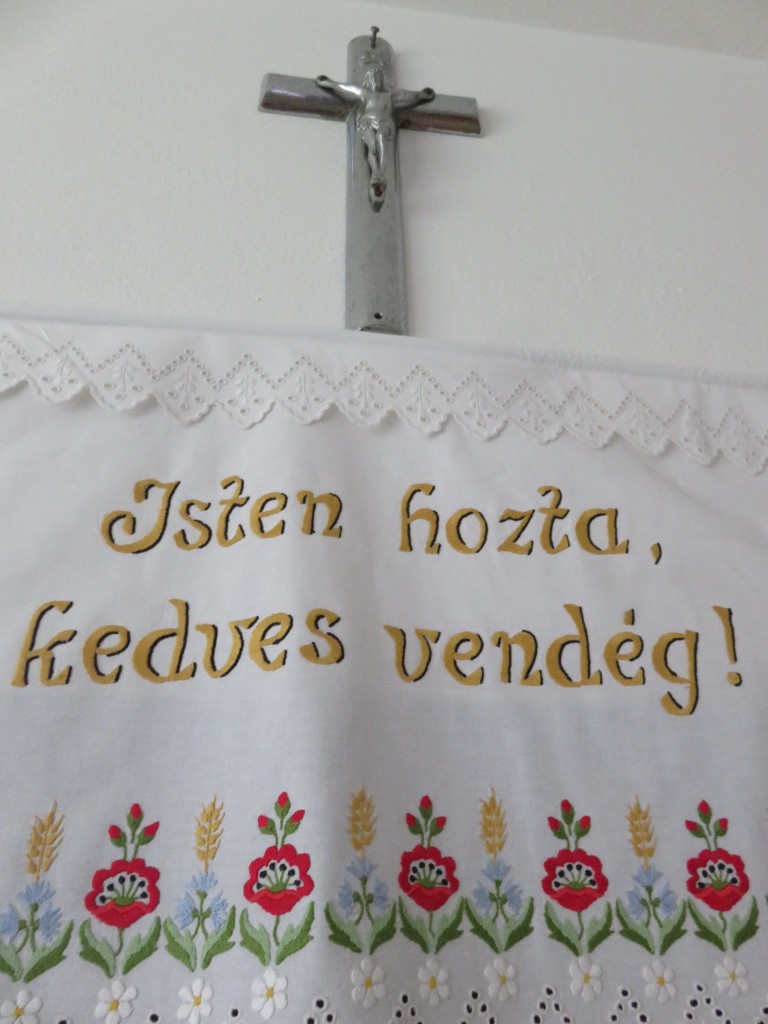 Isten hozta,
kedves vendég!